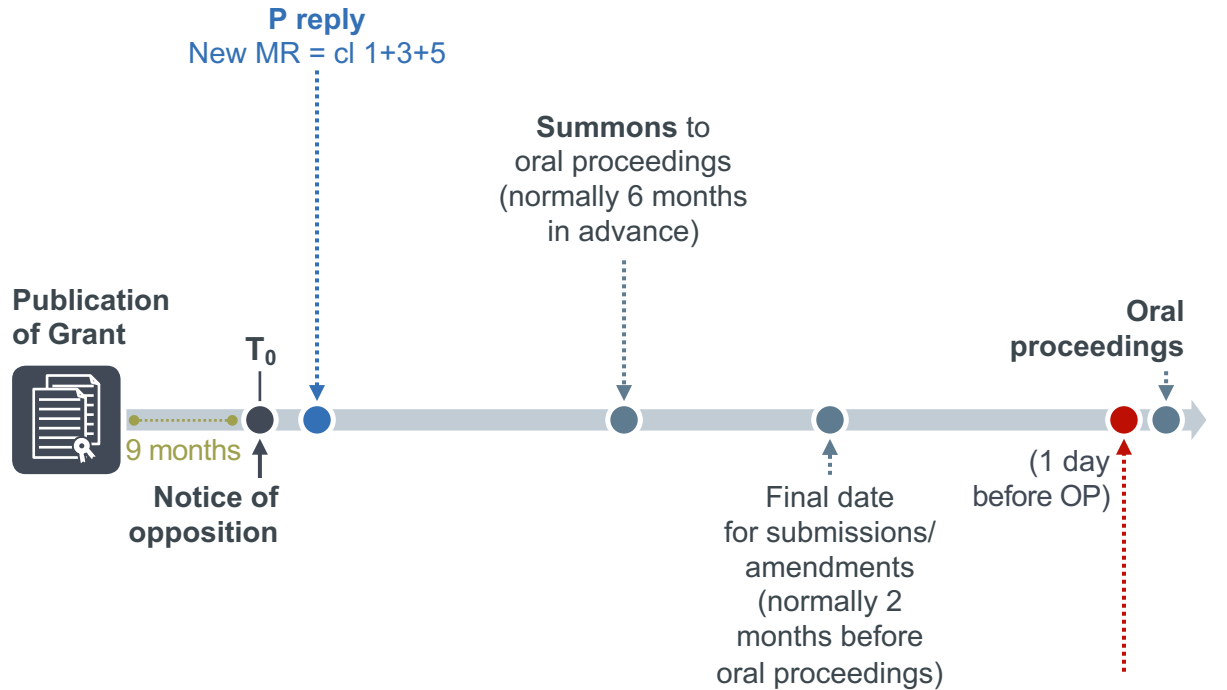 P reply
New MR = cl 1+3+5
Summons to
oral proceedings
(normally 6 months
in advance)
Publication
of Grant
T₀
Oral
proceedings
9 months
Notice of
opposition
Final date
for submissions/
amendments
(normally 2
months before
oral proceedings)
(1 day
before OP)